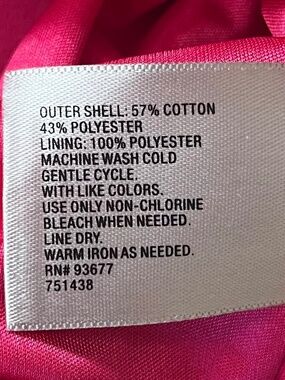 OUTER SHELL: 57% COTTON
43% POLYESTER
LINING: 100% POLYESTER
MACHINE WASH COLD
GENTLE CYCLE.
WITH LIKE COLORS.
USE ONLY NON-CHLORINE
BLEACH WHEN NEEDED.
LINE DRY.
WARM IRON AS NEEDED.
RN# 93677
751438